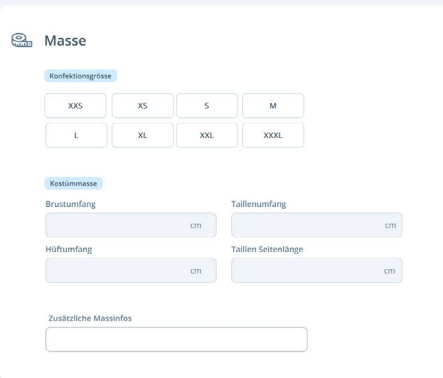 Masse
Konfektionsgrösse
XXS XS S M
L XL XXL XXXL
Kostümmasse
Brustumfang Taillenumfang
cm cm
Hüftumfang Taillen Seitenlänge
cm cm
Zusätzliche Massinfos